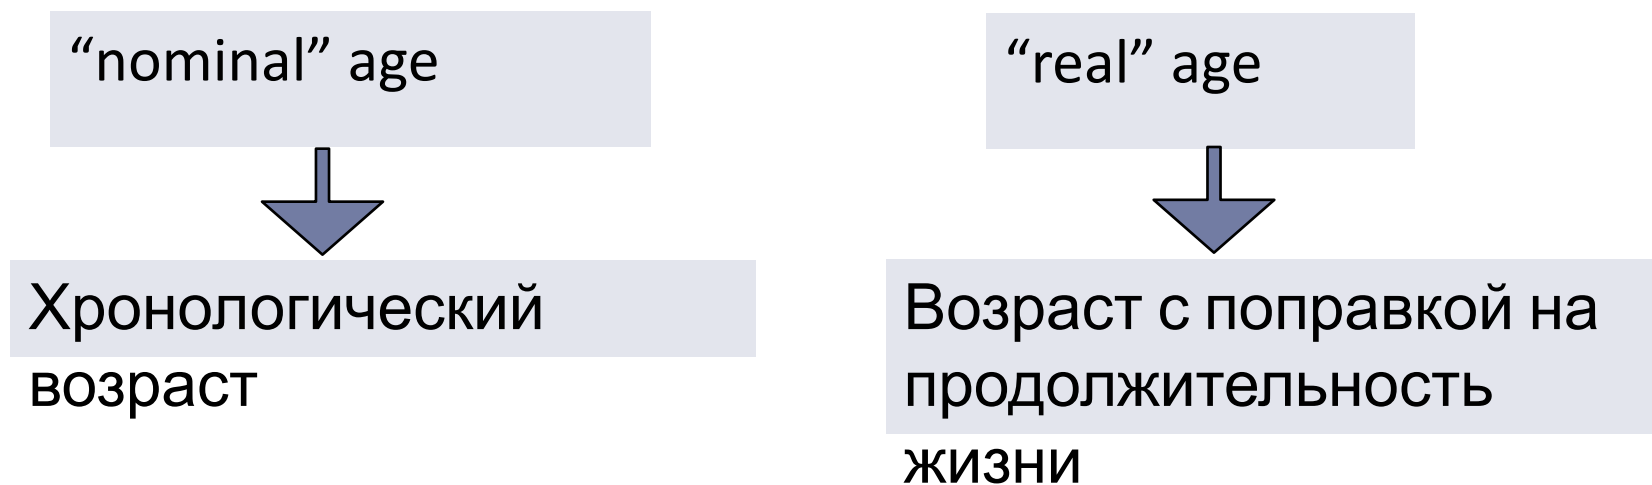 “nominal” age
Хронологический
возраст
“real” age
Возраст с поправкой на
продолжительность
жизни